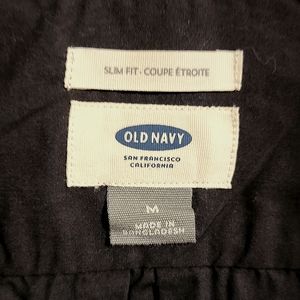 SLIM FIT · COUPE ÉTROITE
OLD NAVY
SAN FRANCISCO
CALIFORNIA
M
MADE IN
BANGLADESH